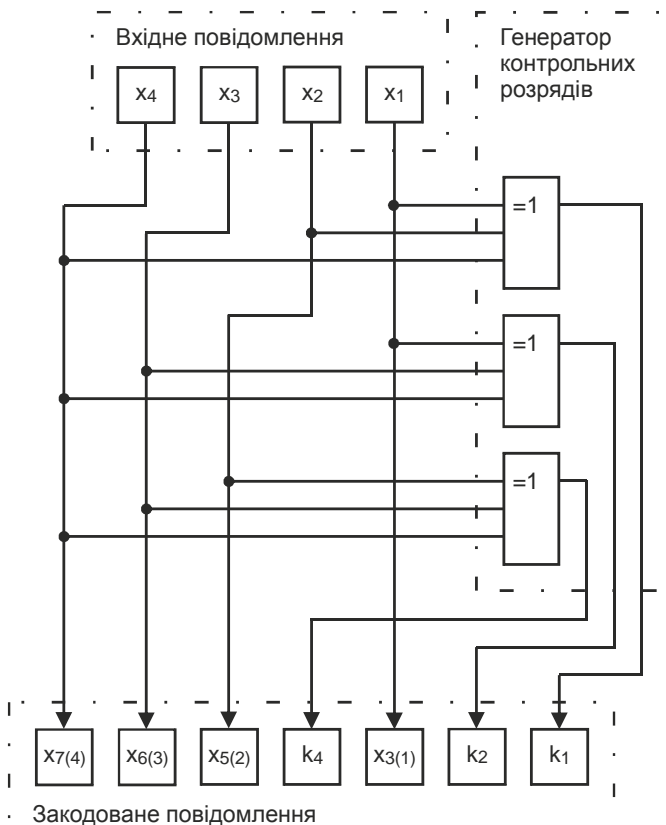 Вхідне повідомлення
Генератор
контрольних
розрядів
x4 x3 x2 x1
=1
=1
=1
x7(4) x6(3) x5(2) k4 x3(1) k2 k1
Закодоване повідомлення